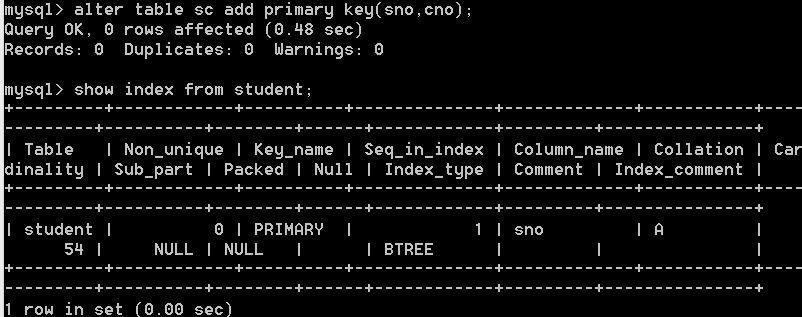 mysql> alter table sc add primary key(sno,cno);
Query OK, 0 rows affected (0.48 sec)
Records: 0  Duplicates: 0  Warnings: 0
mysql> show index from student;
+---------+------------+----------+--------------+-------------+-----------+----
---------+----------+--------+------+------------+---------+---------------+
| Table   | Non_unique | Key_name | Seq_in_index | Column_name | Collation | Car
dinality | Sub_part | Packed | Null | Index_type | Comment | Index_comment |
+---------+------------+----------+--------------+-------------+-----------+----
---------+----------+--------+------+------------+---------+---------------+
| student |          0 | PRIMARY  |            1 | sno         | A         |
      54 |     NULL | NULL   |      | BTREE      |         |               |
+---------+------------+----------+--------------+-------------+-----------+----
---------+----------+--------+------+------------+---------+---------------+
1 row in set (0.00 sec)